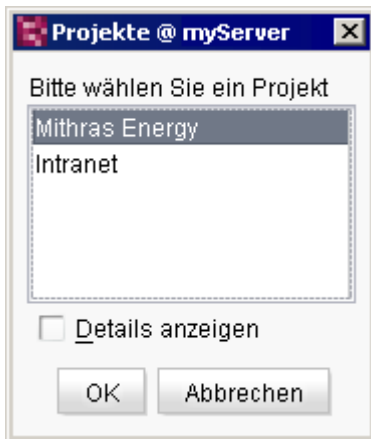 Projekte @ myServer
Bitte wählen Sie ein Projekt
Mithras Energy
Intranet
Details anzeigen
OK Abbrechen